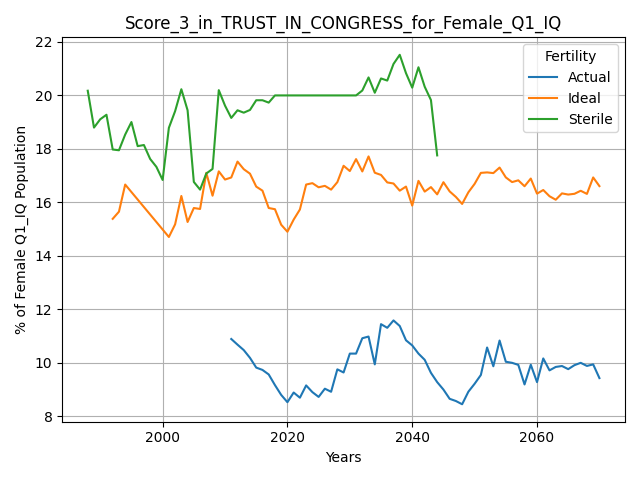 Score_3_in_TRUST_IN_CONGRESS_for_Female_Q1_IQ
Fertility
Actual
Ideal
Sterile
% of Female Q1_IQ Population
22
20
18
16
14
12
10
8
2000 2020 2040 2060
Years